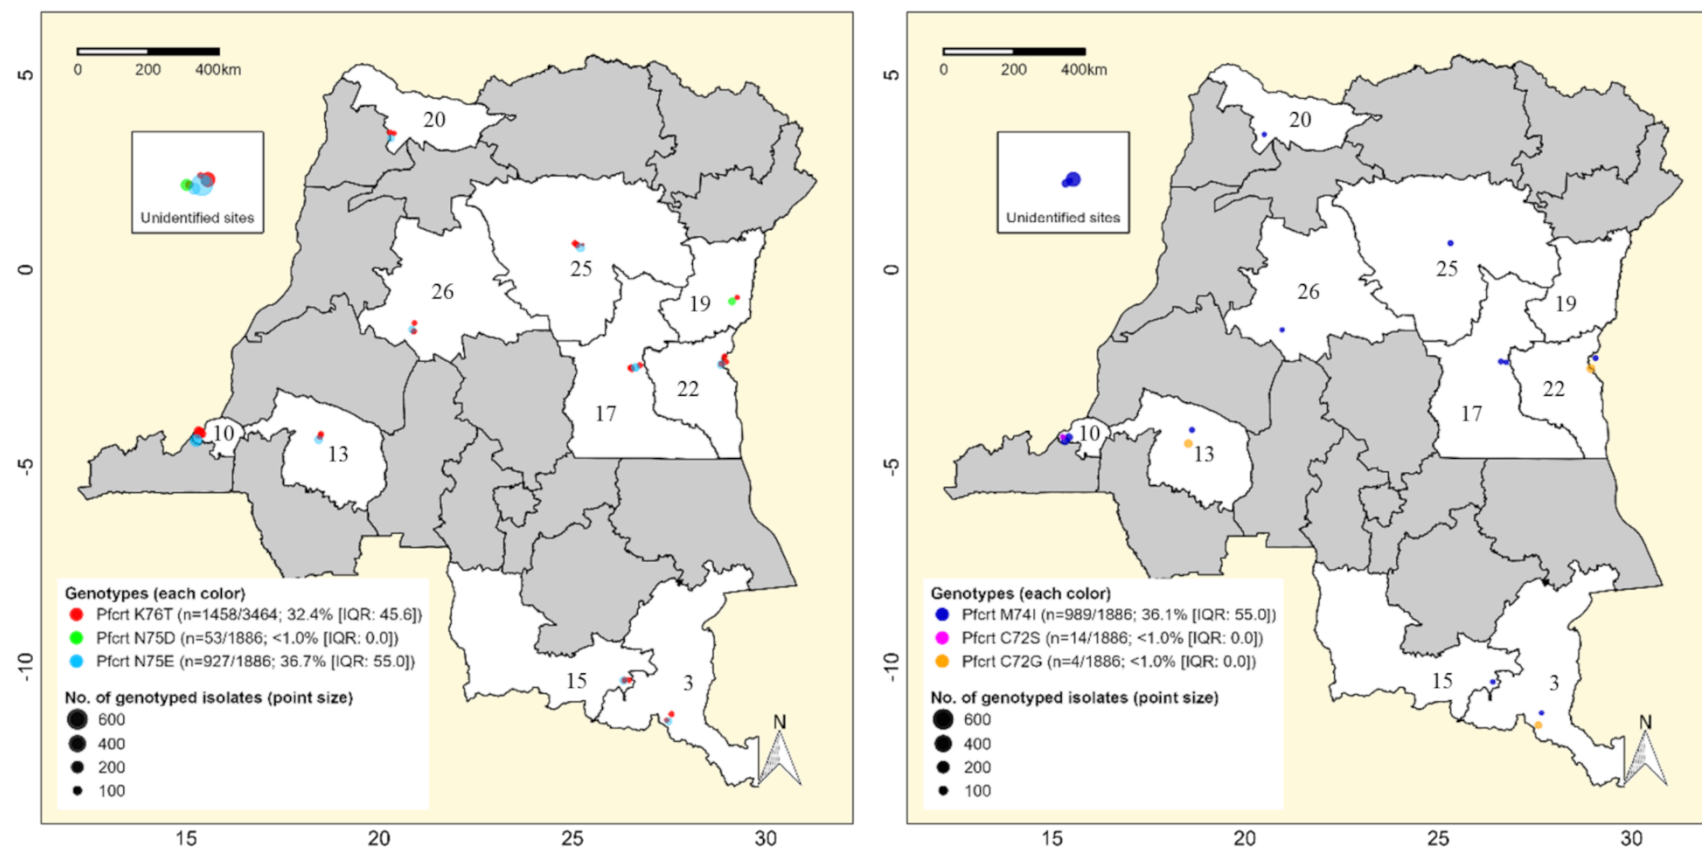 0 200 400km
5
0
-5
-10
20
Unidentified sites
25
26
19
22
17
10
13
15
3
N
Genotypes (each color)
Pfcrt K76T (n=1458/3464; 32.4% [IQR: 45.6])
Pfcrt N75D (n=53/1886; <1.0% [IQR: 0.0])
Pfcrt N75E (n=927/1886; 36.7% [IQR: 55.0])
No. of genotyped isolates (point size)
600
400
200
100
15 20 25 30
0 200 400km
5
0
-5
-10
20
Unidentified sites
25
26
19
22
17
10
13
15
3
N
Genotypes (each color)
Pfcrt M74I (n=989/1886; 36.1% [IQR: 55.0])
Pfcrt C72S (n=14/1886; <1.0% [IQR: 0.0])
Pfcrt C72G (n=4/1886; <1.0% [IQR: 0.0])
No. of genotyped isolates (point size)
600
400
200
100
15 20 25 30